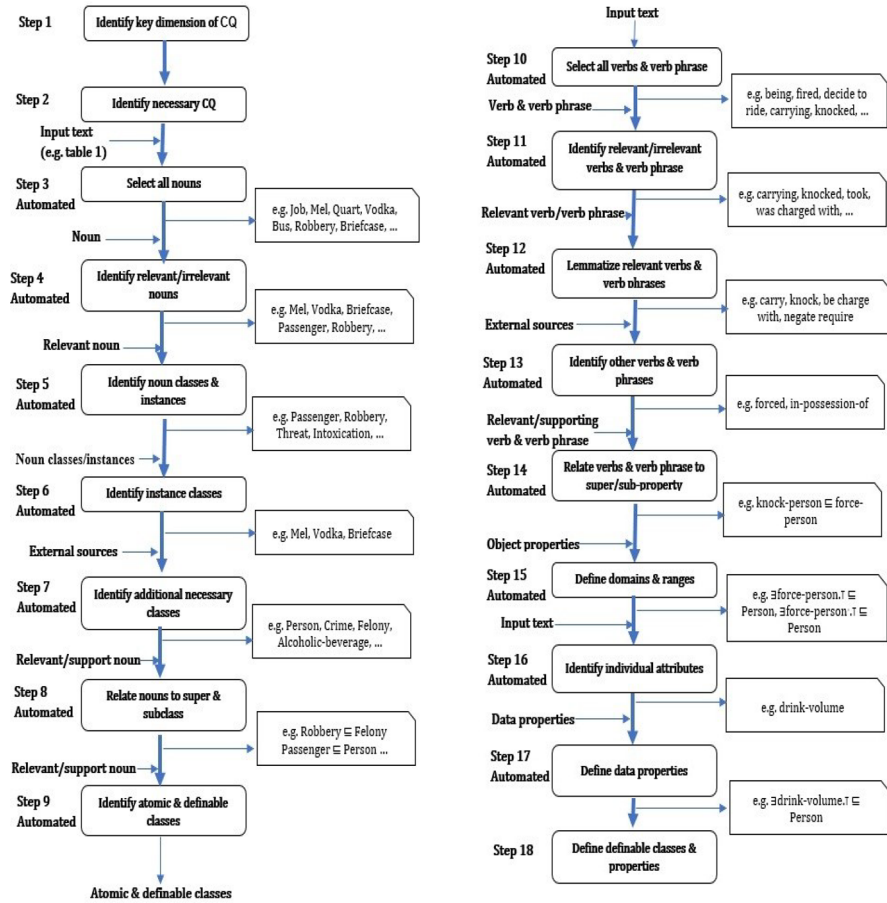 Step 1
Identify key dimension of CQ
Step 2
Identify necessary CQ
Input text
(e.g. table 1)
Step 3
Automated
Select all nouns
e.g. Job, Mel, Quart, Vodka,
Bus, Robbery, Briefcase, ...
Noun
Step 4
Automated
Identify relevant/irrelevant
nouns
e.g. Mel, Vodka, Briefcase,
Passenger, Robbery, ...
Relevant noun
Step 5
Automated
Identify noun classes &
instances
e.g. Passenger, Robbery,
Threat, Intoxication, ...
Noun classes/instances
Step 6
Automated
Identify instance classes
e.g. Mel, Vodka, Briefcase
External sources
Step 7
Automated
Identify additional necessary
classes
e.g. Person, Crime, Felony,
Alcoholic-beverage, ...
Relevant/support noun
Step 8
Automated
Relate nouns to super &
subclass
e.g. Robbery ⊑ Felony
Passenger ⊑ Person ...
Relevant/support noun
Step 9
Automated
Identify atomic & definable
classes
Atomic & definable classes
Input text
Step 10
Automated
Select all verbs & verb phrase
e.g. being, fired, decide to
ride, carrying, knocked, ...
Verb & verb phrase
Step 11
Automated
Identify relevant/irrelevant
verbs & verb phrase
e.g. carrying, knocked, took,
was charged with, ...
Relevant verb/verb phrase
Step 12
Automated
Lemmatize relevant verbs &
verb phrases
e.g. carry, knock, be charge
with, negate require
External sources
Step 13
Automated
Identify other verbs & verb
phrases
e.g. forced, in-possession-of
Relevant/supporting
verb & verb phrase
Step 14
Automated
Relate verbs & verb phrase to
super/sub-property
e.g. knock-person ⊑ force-
person
Object properties
Step 15
Automated
Define domains & ranges
e.g. ∃force-person.⊤ ⊑
Person, ∃force-person⁻.⊤ ⊑
Person
Input text
Step 16
Automated
Identify individual attributes
e.g. drink-volume
Data properties
Step 17
Automated
Define data properties
e.g. ∃drink-volume.⊤ ⊑
Person
Step 18
Define definable classes &
properties